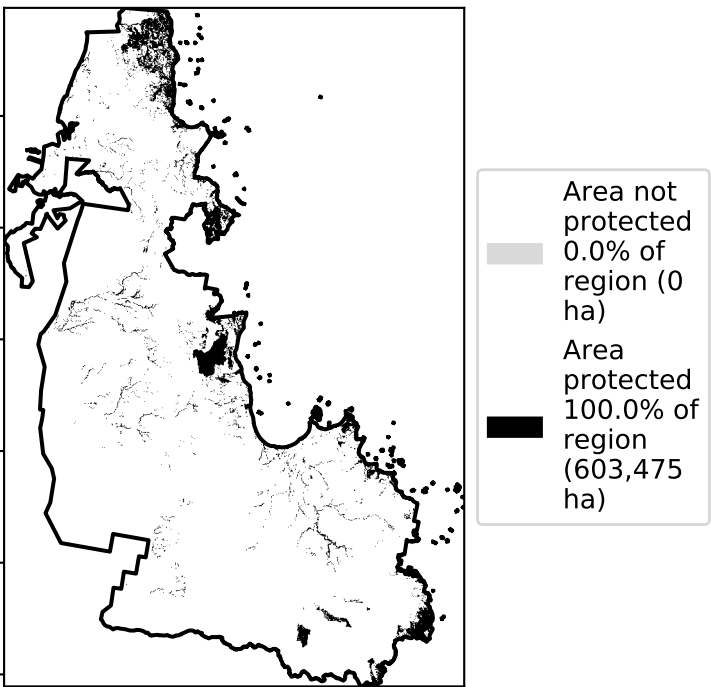 Area not
protected
0.0% of
region (0
ha)
Area
protected
100.0% of
region
(603,475
ha)